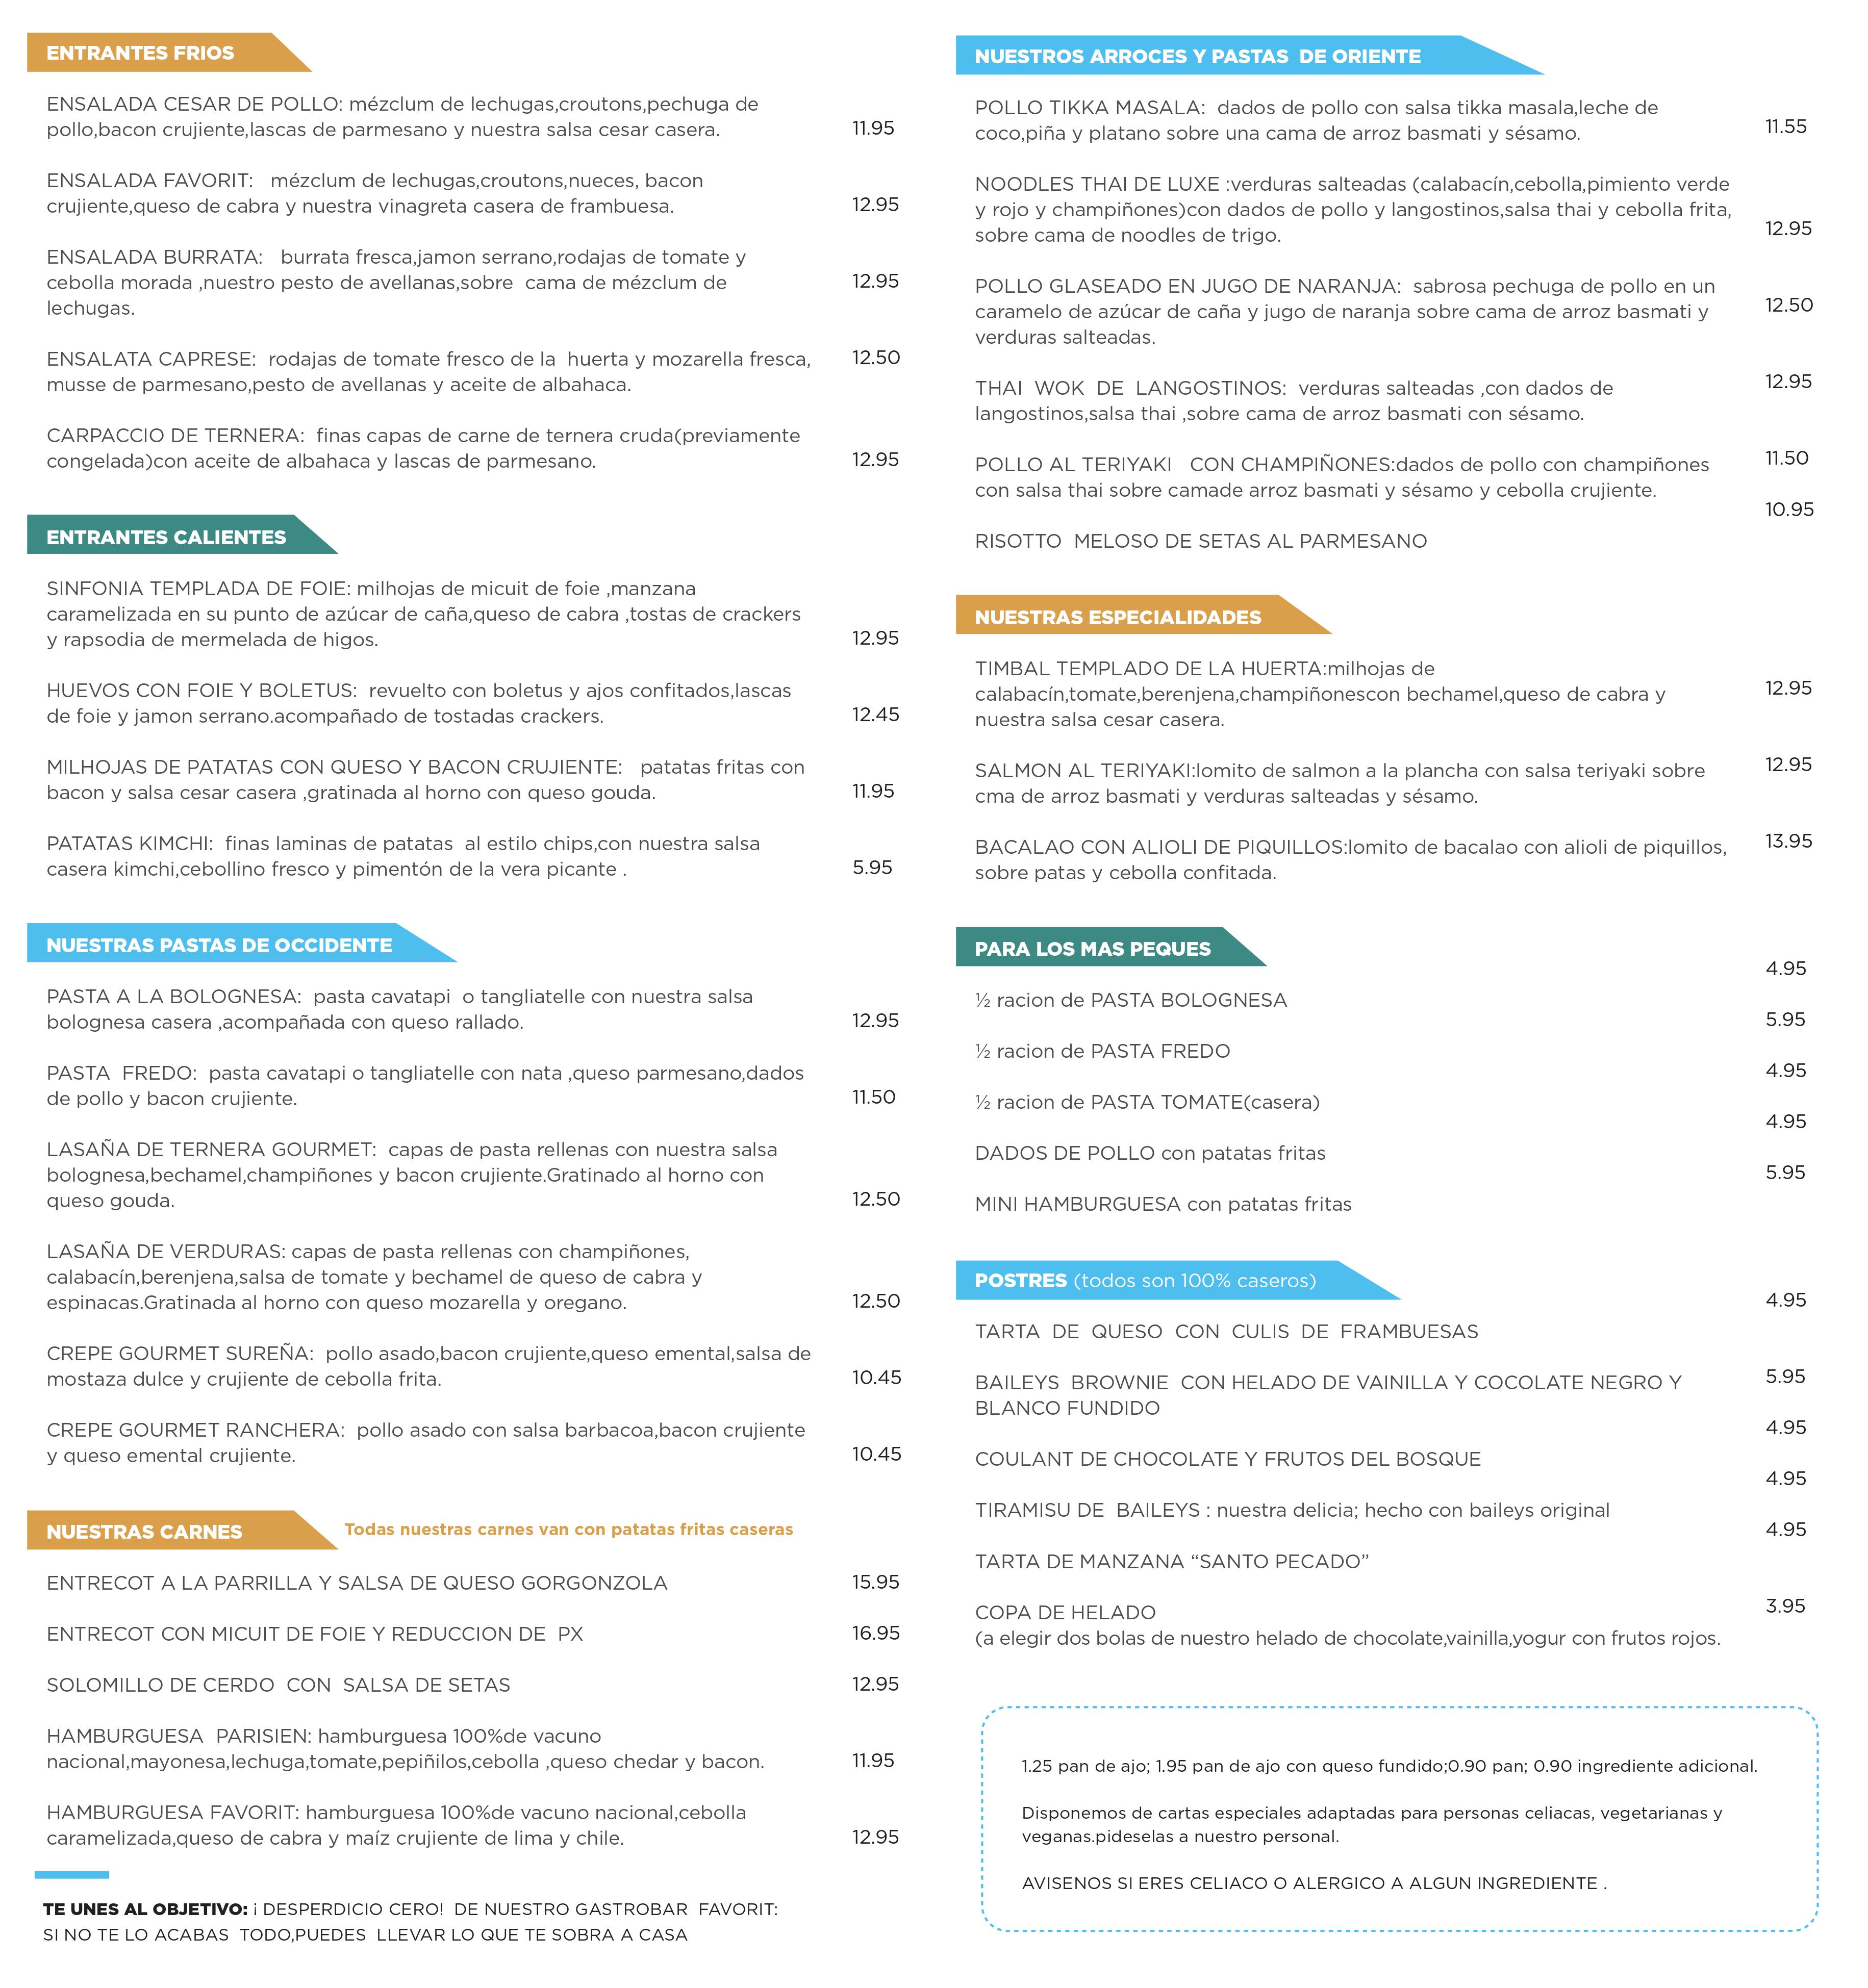 ENTRANTES FRIOS
ENSALADA CESAR DE POLLO: mézclum de lechugas,croutons,pechuga de
pollo,bacon crujiente,lascas de parmesano y nuestra salsa cesar casera. 11.95
ENSALADA FAVORIT: mézclum de lechugas,croutons,nueces, bacon
crujiente,queso de cabra y nuestra vinagreta casera de frambuesa. 12.95
ENSALADA BURRATA: burrata fresca,jamon serrano,rodajas de tomate y
cebolla morada ,nuestro pesto de avellanas,sobre cama de mézclum de 12.95
lechugas.
ENSALATA CAPRESE: rodajas de tomate fresco de la huerta y mozarella fresca, 12.50
musse de parmesano,pesto de avellanas y aceite de albahaca.
CARPACCIO DE TERNERA: finas capas de carne de ternera cruda(previamente
congelada)con aceite de albahaca y lascas de parmesano. 12.95
ENTRANTES CALIENTES
SINFONIA TEMPLADA DE FOIE: milhojas de micuit de foie ,manzana
caramelizada en su punto de azúcar de caña,queso de cabra ,tostas de crackers
y rapsodia de mermelada de higos. 12.95
HUEVOS CON FOIE Y BOLETUS: revuelto con boletus y ajos confitados,lascas
de foie y jamon serrano.acompañado de tostadas crackers. 12.45
MILHOJAS DE PATATAS CON QUESO Y BACON CRUJIENTE: patatas fritas con
bacon y salsa cesar casera ,gratinada al horno con queso gouda. 11.95
PATATAS KIMCHI: finas laminas de patatas al estilo chips,con nuestra salsa
casera kimchi,cebollino fresco y pimentón de la vera picante . 5.95
NUESTRAS PASTAS DE OCCIDENTE
PASTA A LA BOLOGNESA: pasta cavatapi o tangliatelle con nuestra salsa
bolognesa casera ,acompañada con queso rallado. 12.95
PASTA FREDO: pasta cavatapi o tangliatelle con nata ,queso parmesano,dados
de pollo y bacon crujiente. 11.50
LASAÑA DE TERNERA GOURMET: capas de pasta rellenas con nuestra salsa
bolognesa,bechamel,champiñones y bacon crujiente.Gratinado al horno con
queso gouda. 12.50
LASAÑA DE VERDURAS: capas de pasta rellenas con champiñones,
calabacín,berenjena,salsa de tomate y bechamel de queso de cabra y
espinacas.Gratinada al horno con queso mozarella y oregano. 12.50
CREPE GOURMET SUREÑA: pollo asado,bacon crujiente,queso emental,salsa de
mostaza dulce y crujiente de cebolla frita. 10.45
CREPE GOURMET RANCHERA: pollo asado con salsa barbacoa,bacon crujiente
y queso emental crujiente. 10.45
NUESTRAS CARNES Todas nuestras carnes van con patatas fritas caseras
ENTRECOT A LA PARRILLA Y SALSA DE QUESO GORGONZOLA 15.95
ENTRECOT CON MICUIT DE FOIE Y REDUCCION DE PX 16.95
SOLOMILLO DE CERDO CON SALSA DE SETAS 12.95
HAMBURGUESA PARISIEN: hamburguesa 100%de vacuno
nacional,mayonesa,lechuga,tomate,pepiñilos,cebolla ,queso chedar y bacon. 11.95
HAMBURGUESA FAVORIT: hamburguesa 100%de vacuno nacional,cebolla
caramelizada,queso de cabra y maíz crujiente de lima y chile. 12.95
TE UNES AL OBJETIVO: ¡ DESPERDICIO CERO! DE NUESTRO GASTROBAR FAVORIT:
SI NO TE LO ACABAS TODO,PUEDES LLEVAR LO QUE TE SOBRA A CASA
NUESTROS ARROCES Y PASTAS DE ORIENTE
POLLO TIKKA MASALA: dados de pollo con salsa tikka masala,leche de
coco,piña y platano sobre una cama de arroz basmati y sésamo. 11.55
NOODLES THAI DE LUXE :verduras salteadas (calabacín,cebolla,pimiento verde
y rojo y champiñones)con dados de pollo y langostinos,salsa thai y cebolla frita,
sobre cama de noodles de trigo. 12.95
POLLO GLASEADO EN JUGO DE NARANJA: sabrosa pechuga de pollo en un
caramelo de azúcar de caña y jugo de naranja sobre cama de arroz basmati y 12.50
verduras salteadas.
THAI WOK DE LANGOSTINOS: verduras salteadas ,con dados de 12.95
langostinos,salsa thai ,sobre cama de arroz basmati con sésamo.
POLLO AL TERIYAKI CON CHAMPIÑONES:dados de pollo con champiñones 11.50
con salsa thai sobre camade arroz basmati y sésamo y cebolla crujiente.
10.95
RISOTTO MELOSO DE SETAS AL PARMESANO
NUESTRAS ESPECIALIDADES
TIMBAL TEMPLADO DE LA HUERTA:milhojas de
calabacín,tomate,berenjena,champiñonescon bechamel,queso de cabra y 12.95
nuestra salsa cesar casera.
SALMON AL TERIYAKI:lomito de salmon a la plancha con salsa teriyaki sobre 12.95
cma de arroz basmati y verduras salteadas y sésamo.
BACALAO CON ALIOLI DE PIQUILLOS:lomito de bacalao con alioli de piquillos, 13.95
sobre patas y cebolla confitada.
PARA LOS MAS PEQUES
4.95
½ racion de PASTA BOLOGNESA
5.95
½ racion de PASTA FREDO
4.95
½ racion de PASTA TOMATE(casera)
4.95
DADOS DE POLLO con patatas fritas
5.95
MINI HAMBURGUESA con patatas fritas
POSTRES (todos son 100% caseros)
4.95
TARTA DE QUESO CON CULIS DE FRAMBUESAS
BAILEYS BROWNIE CON HELADO DE VAINILLA Y COCOLATE NEGRO Y 5.95
BLANCO FUNDIDO
4.95
COULANT DE CHOCOLATE Y FRUTOS DEL BOSQUE
4.95
TIRAMISU DE BAILEYS : nuestra delicia; hecho con baileys original
4.95
TARTA DE MANZANA “SANTO PECADO”
COPA DE HELADO 3.95
(a elegir dos bolas de nuestro helado de chocolate,vainilla,yogur con frutos rojos.
1.25 pan de ajo; 1.95 pan de ajo con queso fundido;0.90 pan; 0.90 ingrediente adicional.
Disponemos de cartas especiales adaptadas para personas celiacas, vegetarianas y
veganas.pideselas a nuestro personal.
AVISENOS SI ERES CELIACO O ALERGICO A ALGUN INGREDIENTE .